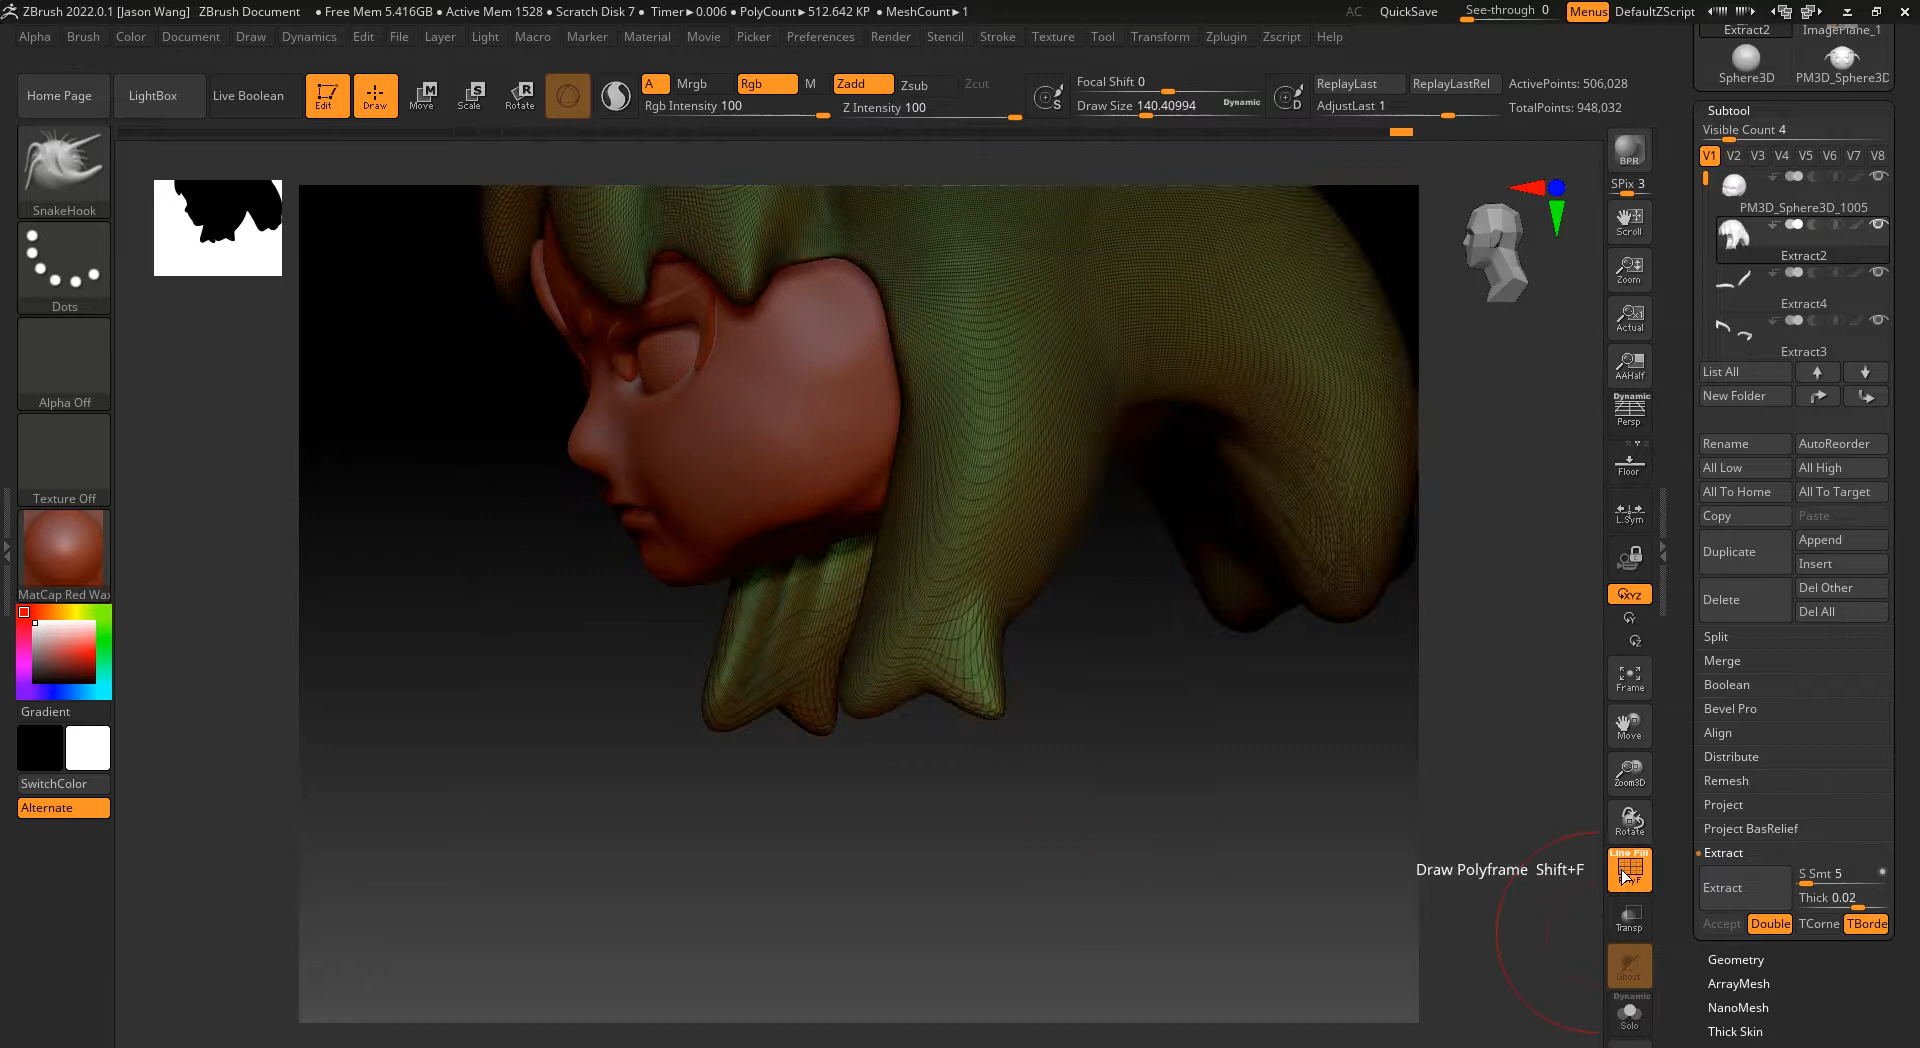 ZBrush 2022.0.1 [Jason Wang] ZBrush Document • Free Mem 5.416GB • Active Mem 1528 • Scratch Disk 7 • Timer►0.006 • PolyCount►512.642 KP • MeshCount►1 AC QuickSave See-through 0 Menus DefaultZScript
Alpha Brush Color Document Draw Dynamics Edit File Layer Light Macro Marker Material Movie Picker Preferences Render Stencil Stroke Texture Tool Transform Zplugin Zscript Help
Home Page LightBox Live Boolean Edit Draw Move Scale Rotate
A Mrgb Rgb M Zadd Zsub Zcut
Rgb Intensity 100 Z Intensity 100
S Focal Shift 0
Draw Size 140.40994 Dynamic
D ReplayLast ReplayLastRel ActivePoints: 506,028
AdjustLast 1 TotalPoints: 948,032
SnakeHook
Dots
Alpha Off
Texture Off
MatCap Red Wax
Gradient
SwitchColor
Alternate
BPR
SPix 3
Scroll
Zoom
Actual
AAHalf
Dynamic
Persp
Floor
L.Sym
XYZ
Frame
Move
Zoom3D
Rotate
Line Fill
Draw Polyframe Shift+F
Transp
Ghost
Dynamic
Solo
Extract2 ImagePlane_1
Sphere3D PM3D_Sphere3D
Subtool
Visible Count 4
V1 V2 V3 V4 V5 V6 V7 V8
PM3D_Sphere3D_1005
Extract2
Extract4
Extract3
List All
New Folder
Rename AutoReorder
All Low All High
All To Home All To Target
Copy Paste
Duplicate Append
Insert
Delete Del Other
Del All
Split
Merge
Boolean
Bevel Pro
Align
Distribute
Remesh
Project
Project BasRelief
Extract
Extract S Smt 5
Thick 0.02
Accept Double TCorne TBorde
Geometry
ArrayMesh
NanoMesh
Thick Skin